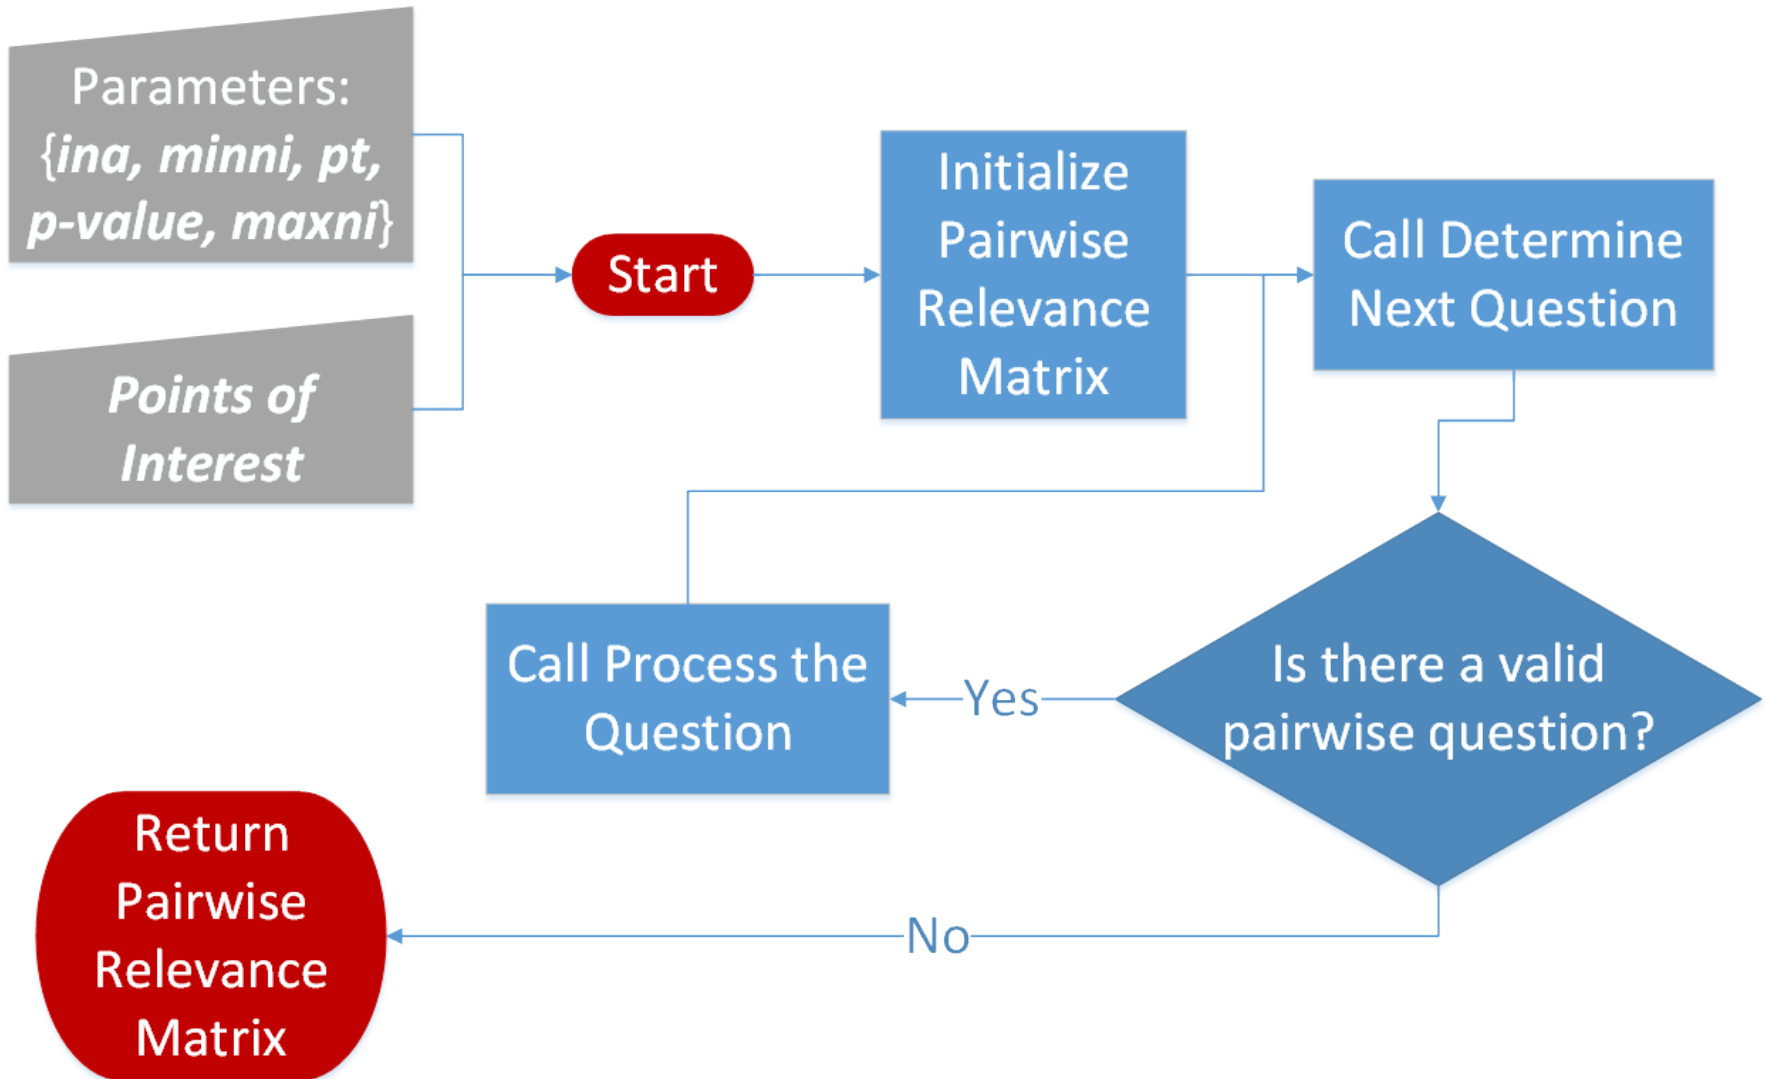 Parameters:
{ina, minni, pt,
p-value, maxni}
Points of
Interest
Start
Initialize
Pairwise
Relevance
Matrix
Call Determine
Next Question
Is there a valid
pairwise question?
Yes
Call Process the
Question
No
Return
Pairwise
Relevance
Matrix